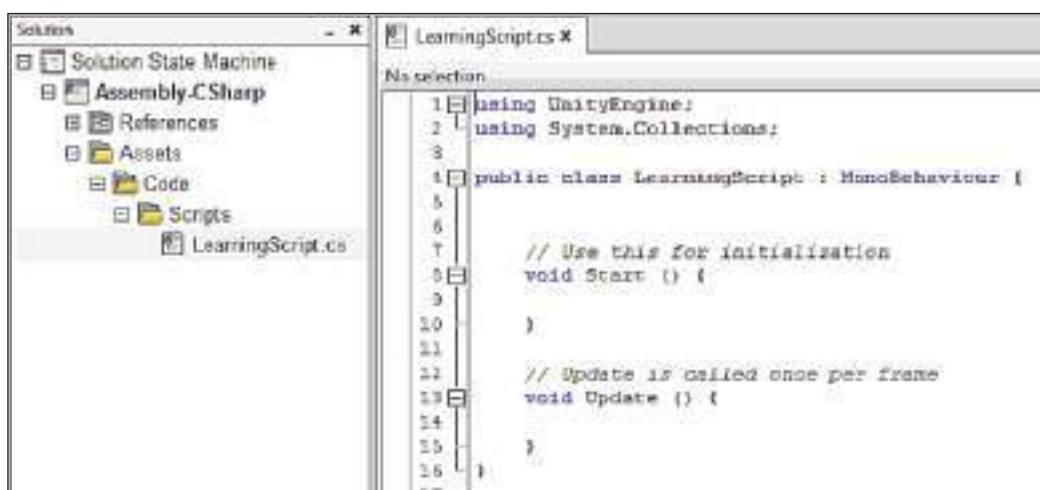 Solution
Solution State Machine
Assembly-CSharp
References
Assets
Code
Scripts
LearningScript.cs
LearningScript.cs
No selection
1 using UnityEngine;
2 using System.Collections;
3
4 public class LearningScript : MonoBehaviour {
5
6
7 // Use this for initialization
8 void Start () {
9
10 }
11
12 // Update is called once per frame
13 void Update () {
14
15 }
16 }